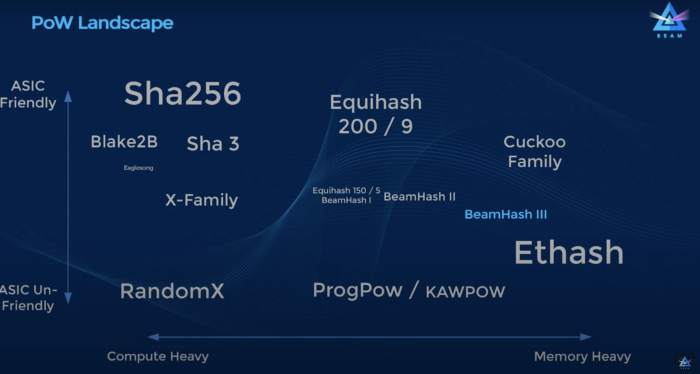 PoW Landscape
BEAM
ASIC
Friendly
Sha256
Equihash
200 / 9
Blake2B
Sha 3
Cuckoo
Family
Eaglesong
X-Family
Equihash 150 / 5
BeamHash I
BeamHash II
BeamHash III
Ethash
ASIC Un-
Friendly
RandomX
ProgPow / KAWPOW
Compute Heavy
Memory Heavy